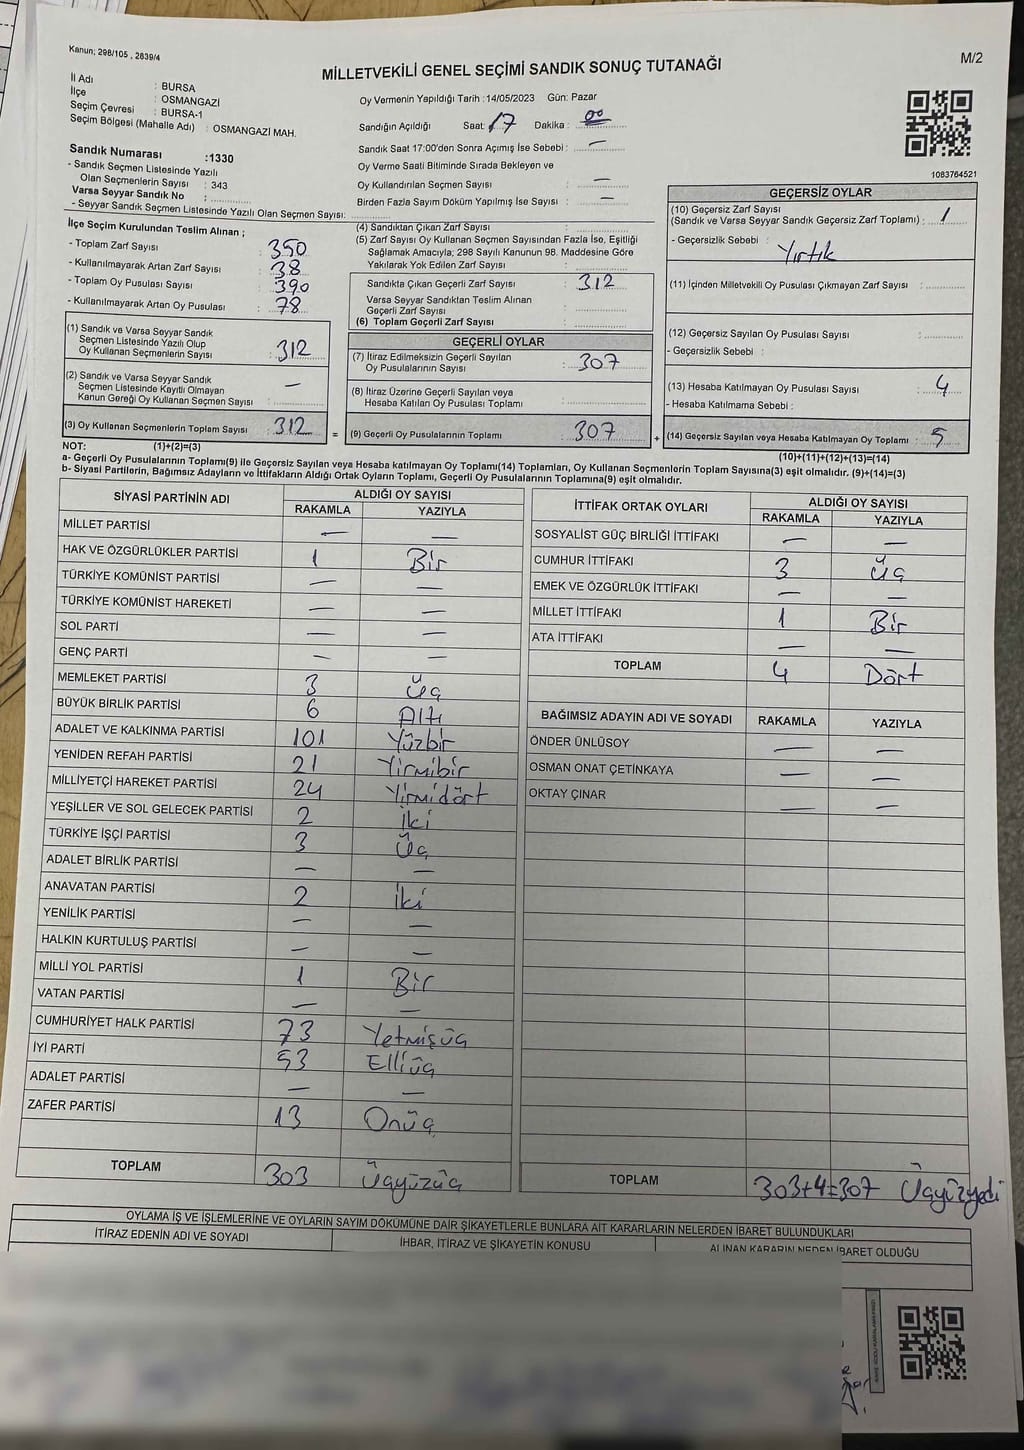 Kanun; 298/105 , 2839/4
M/2
MİLLETVEKİLİ GENEL SEÇİMİ SANDIK SONUÇ TUTANAĞI
İl Adı : BURSA
İlçe : OSMANGAZİ
Seçim Çevresi : BURSA-1
Seçim Bölgesi (Mahalle Adı) : OSMANGAZİ MAH.
Sandık Numarası :1330
- Sandık Seçmen Listesinde Yazılı
Olan Seçmenlerin Sayısı : 343
Varsa Seyyar Sandık No :
- Seyyar Sandık Seçmen Listesinde Yazılı Olan Seçmen Sayısı:
Oy Vermenin Yapıldığı Tarih :14/05/2023 Gün: Pazar
Sandığın Açıldığı Saat: 17 Dakika : 00
Sandık Saat 17:00'den Sonra Açımış İse Sebebi : —
Oy Verme Saati Bitiminde Sırada Bekleyen ve
Oy Kullandırılan Seçmen Sayısı : —
Birden Fazla Sayım Döküm Yapılmış İse Sayısı : —
1083764521
İlçe Seçim Kurulundan Teslim Alınan ;
- Toplam Zarf Sayısı : 350
- Kullanılmayarak Artan Zarf Sayısı : 38
- Toplam Oy Pusulası Sayısı : 390
- Kullanılmayarak Artan Oy Pusulası : 78
(1) Sandık ve Varsa Seyyar Sandık
Seçmen Listesinde Yazılı Olup
Oy Kullanan Seçmenlerin Sayısı : 312
(2) Sandık ve Varsa Seyyar Sandık
Seçmen Listesinde Kayıtlı Olmayan
Kanun Gereği Oy Kullanan Seçmen Sayısı : —
(3) Oy Kullanan Seçmenlerin Toplam Sayısı : 312
(4) Sandıktan Çıkan Zarf Sayısı :
(5) Zarf Sayısı Oy Kullanan Seçmen Sayısından Fazla İse, Eşitliği
Sağlamak Amacıyla; 298 Sayılı Kanunun 98. Maddesine Göre
Yakılarak Yok Edilen Zarf Sayısı :
Sandıkta Çıkan Geçerli Zarf Sayısı : 312
Varsa Seyyar Sandıktan Teslim Alınan
Geçerli Zarf Sayısı :
(6) Toplam Geçerli Zarf Sayısı :
GEÇERLİ OYLAR
(7) İtiraz Edilmeksizin Geçerli Sayılan
Oy Pusulalarının Sayısı : 307
(8) İtiraz Üzerine Geçerli Sayılan veya
Hesaba Katılan Oy Pusulası Toplamı :
= (9) Geçerli Oy Pusulalarının Toplamı : 307
GEÇERSİZ OYLAR
(10) Geçersiz Zarf Sayısı
(Sandık ve Varsa Seyyar Sandık Geçersiz Zarf Toplamı) : 1
- Geçersizlik Sebebi : Yırtık
(11) İçinden Milletvekili Oy Pusulası Çıkmayan Zarf Sayısı :
(12) Geçersiz Sayılan Oy Pusulası Sayısı :
- Geçersizlik Sebebi :
(13) Hesaba Katılmayan Oy Pusulası Sayısı : 4
- Hesaba Katılmama Sebebi :
+ (14) Geçersiz Sayılan veya Hesaba Katılmayan Oy Toplamı : 5
NOT: (1)+(2)=(3) (10)+(11)+(12)+(13)=(14)
a- Geçerli Oy Pusulalarının Toplamı(9) ile Geçersiz Sayılan veya Hesaba katılmayan Oy Toplamı(14) Toplamları, Oy Kullanan Seçmenlerin Toplam Sayısına(3) eşit olmalıdır. (9)+(14)=(3)
b- Siyasi Partilerin, Bağımsız Adayların ve İttifakların Aldığı Ortak Oyların Toplamı, Geçerli Oy Pusulalarının Toplamına(9) eşit olmalıdır.
SİYASİ PARTİNİN ADI ALDIĞI OY SAYISI
RAKAMLA YAZIYLA
MİLLET PARTİSİ — —
HAK VE ÖZGÜRLÜKLER PARTİSİ 1 Bir
TÜRKİYE KOMÜNİST PARTİSİ — —
TÜRKİYE KOMÜNİST HAREKETİ — —
SOL PARTİ — —
GENÇ PARTİ — —
MEMLEKET PARTİSİ 3 Üç
BÜYÜK BİRLİK PARTİSİ 6 Altı
ADALET VE KALKINMA PARTİSİ 101 Yüzbir
YENİDEN REFAH PARTİSİ 21 Yirmibir
MİLLİYETÇİ HAREKET PARTİSİ 24 Yirmidört
YEŞİLLER VE SOL GELECEK PARTİSİ 2 İki
TÜRKİYE İŞÇİ PARTİSİ 3 Üç
ADALET BİRLİK PARTİSİ — —
ANAVATAN PARTİSİ 2 İki
YENİLİK PARTİSİ — —
HALKIN KURTULUŞ PARTİSİ — —
MİLLİ YOL PARTİSİ 1 Bir
VATAN PARTİSİ — —
CUMHURİYET HALK PARTİSİ 73 Yetmişüç
İYİ PARTİ 53 Elliüç
ADALET PARTİSİ — —
ZAFER PARTİSİ 13 Onüç
TOPLAM 303 Üçyüzüç
İTTİFAK ORTAK OYLARI ALDIĞI OY SAYISI
RAKAMLA YAZIYLA
SOSYALİST GÜÇ BİRLİĞİ İTTİFAKI — —
CUMHUR İTTİFAKI 3 Üç
EMEK VE ÖZGÜRLÜK İTTİFAKI — —
MİLLET İTTİFAKI 1 Bir
ATA İTTİFAKI — —
TOPLAM 4 Dört
BAĞIMSIZ ADAYIN ADI VE SOYADI RAKAMLA YAZIYLA
ÖNDER ÜNLÜSOY — —
OSMAN ONAT ÇETİNKAYA — —
OKTAY ÇINAR — —
TOPLAM 303+4=307 Üçyüzyedi
OYLAMA İŞ VE İŞLEMLERİNE VE OYLARIN SAYIM DÖKÜMÜNE DAİR ŞİKAYETLERLE BUNLARA AİT KARARLARIN NELERDEN İBARET BULUNDUKLARI
İTİRAZ EDENİN ADI VE SOYADI İHBAR, İTİRAZ VE ŞİKAYETİN KONUSU ALINAN KARARIN NEDEN İBARET OLDUĞU